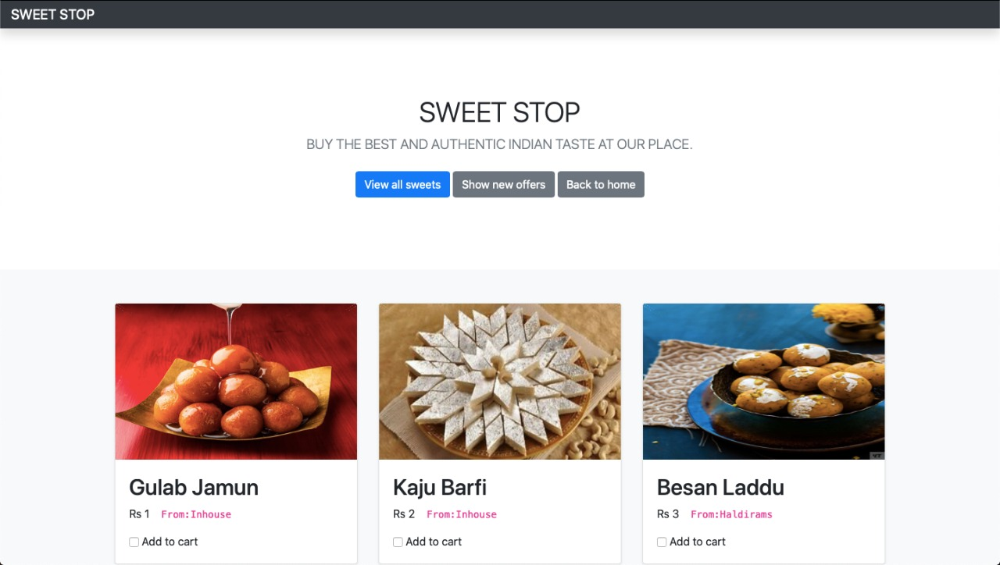 SWEET STOP
SWEET STOP
BUY THE BEST AND AUTHENTIC INDIAN TASTE AT OUR PLACE.
View all sweets Show new offers Back to home
Gulab Jamun
Rs 1 From:Inhouse
Add to cart
Kaju Barfi
Rs 2 From:Inhouse
Add to cart
Besan Laddu
Rs 3 From:Haldirams
Add to cart